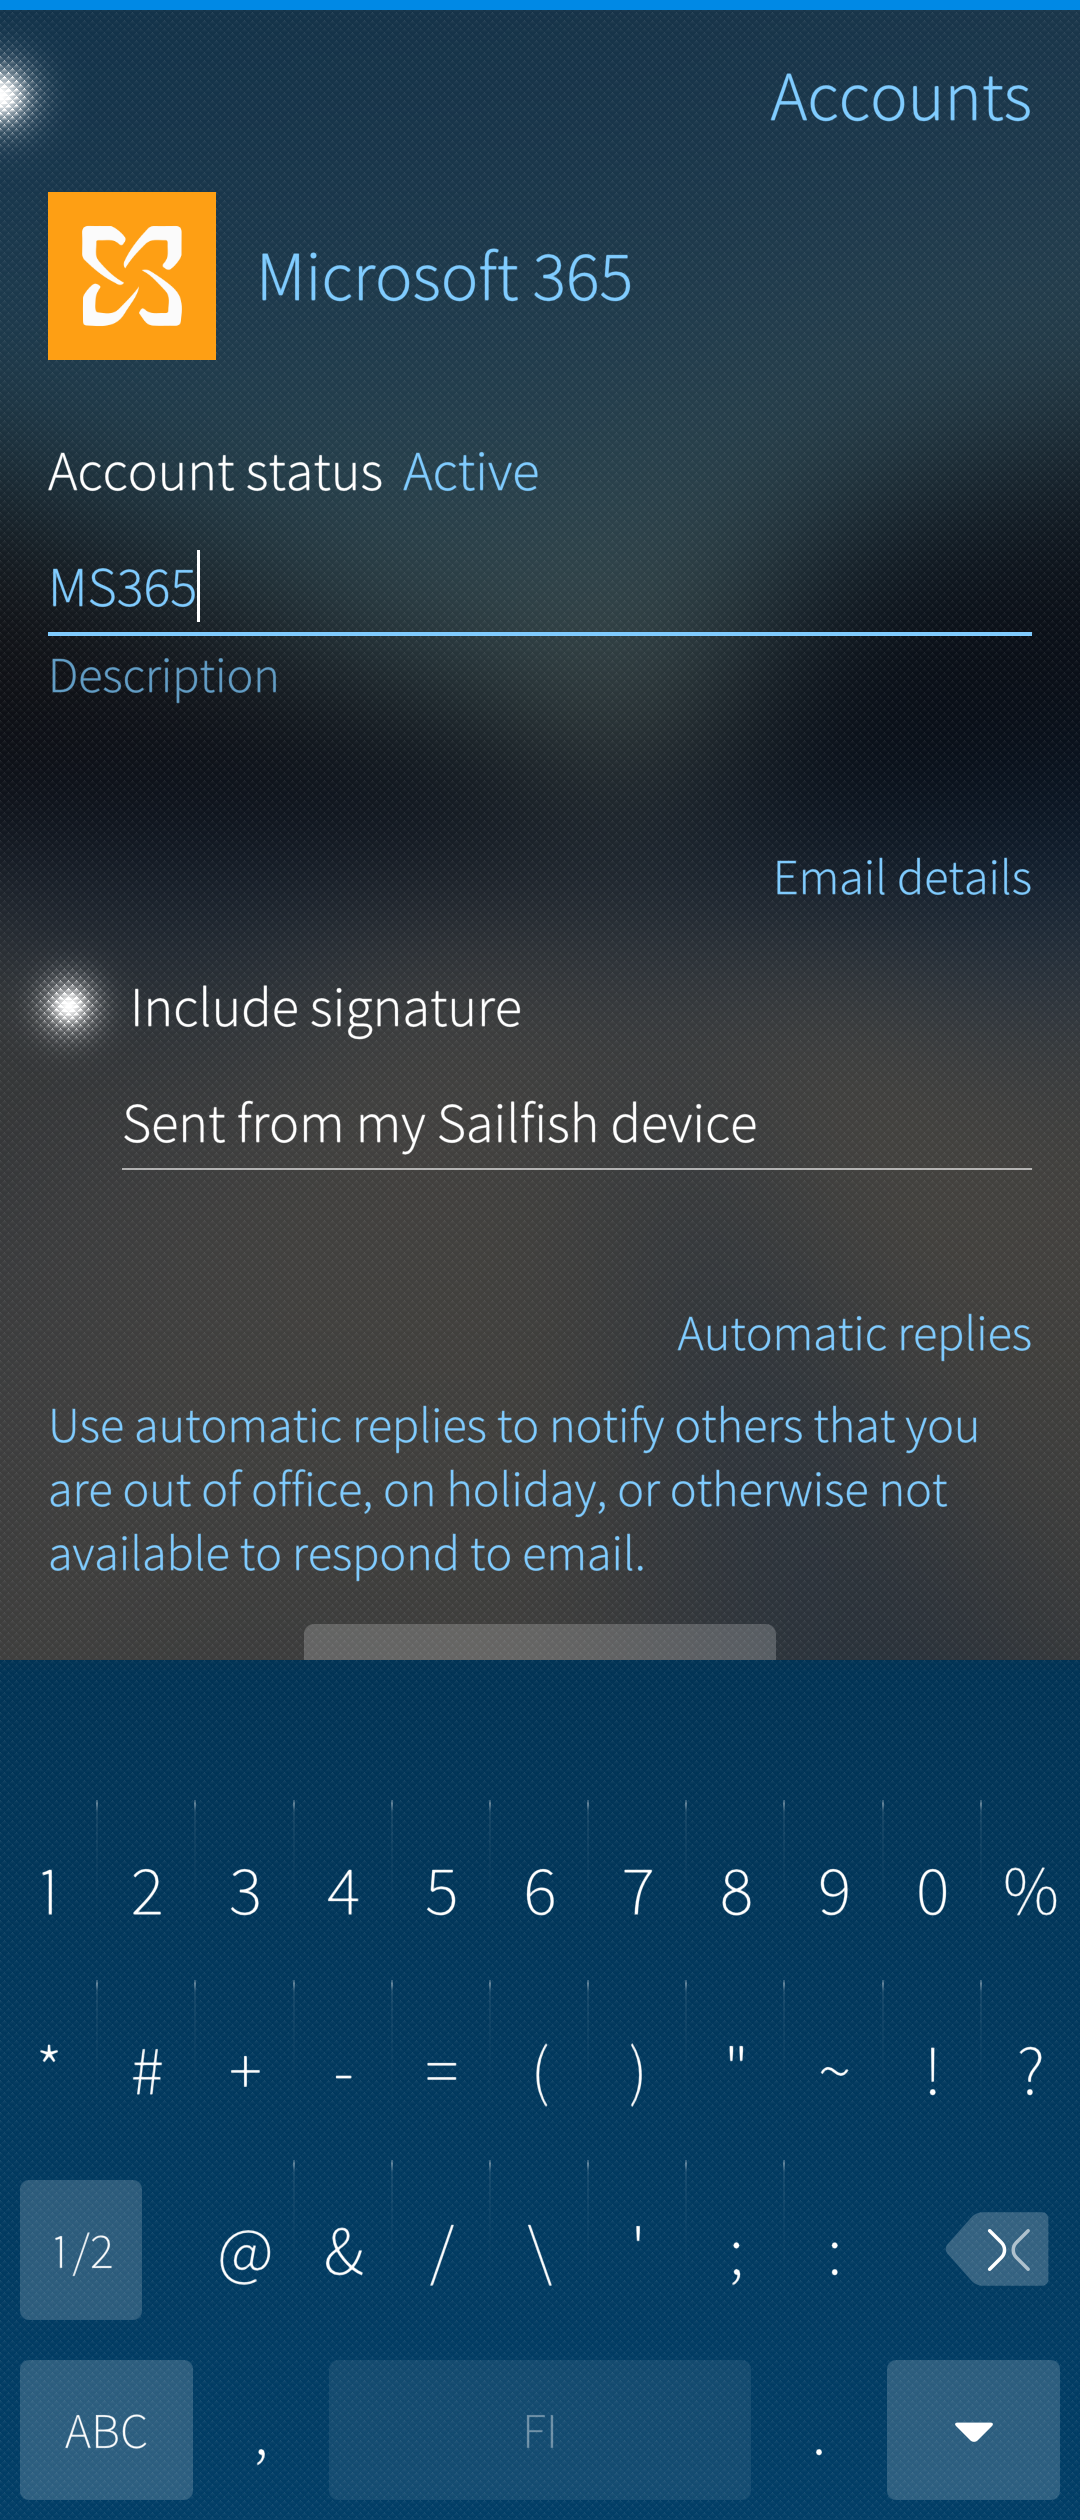 Accounts
Microsoft 365
Account status Active
MS365
Description
Email details
Include signature
Sent from my Sailfish device
Automatic replies
Use automatic replies to notify others that you
are out of office, on holiday, or otherwise not
available to respond to email.
1 2 3 4 5 6 7 8 9 0 %
* # + - = ( ) " ~ ! ?
1/2 @ & / \ ' ; :
ABC , FI .